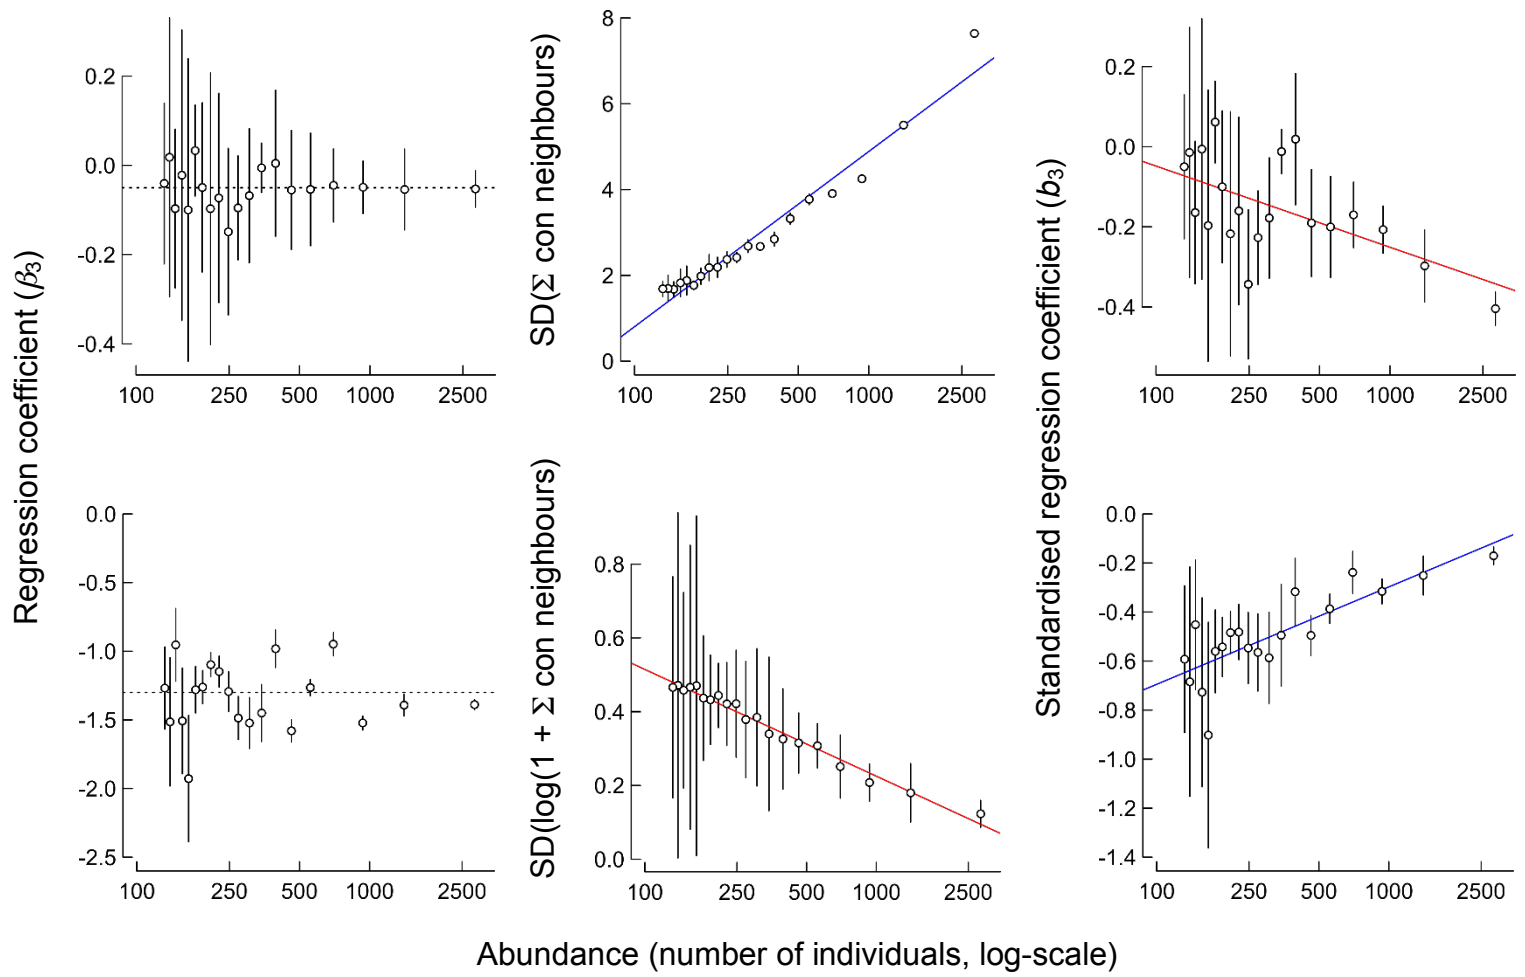 Regression coefficient (β3)
0.2
0.0
-0.2
-0.4
100 250 500 1000 2500
SD(Σ con neighbours)
8
6
4
2
0
100 250 500 1000 2500
Standardised regression coefficient (b3)
0.2
0.0
-0.2
-0.4
100 250 500 1000 2500
0.0
-0.5
-1.0
-1.5
-2.0
-2.5
100 250 500 1000 2500
SD(log(1 + Σ con neighbours)
0.8
0.6
0.4
0.2
0.0
100 250 500 1000 2500
0.0
-0.2
-0.4
-0.6
-0.8
-1.0
-1.2
-1.4
100 250 500 1000 2500
Abundance (number of individuals, log-scale)